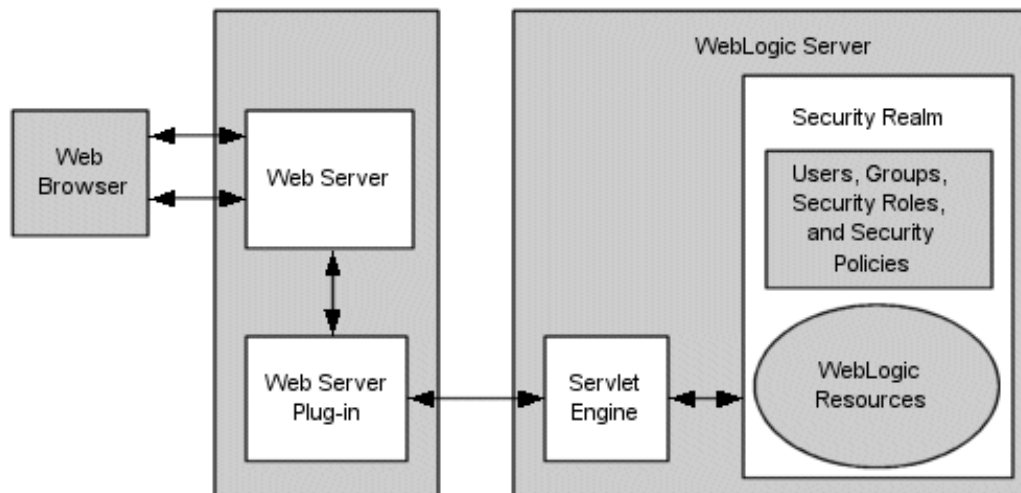 WebLogic Server
Security Realm
Web
Browser
Web Server
Users, Groups,
Security Roles,
and Security
Policies
Web Server
Plug-in
Servlet
Engine
WebLogic
Resources